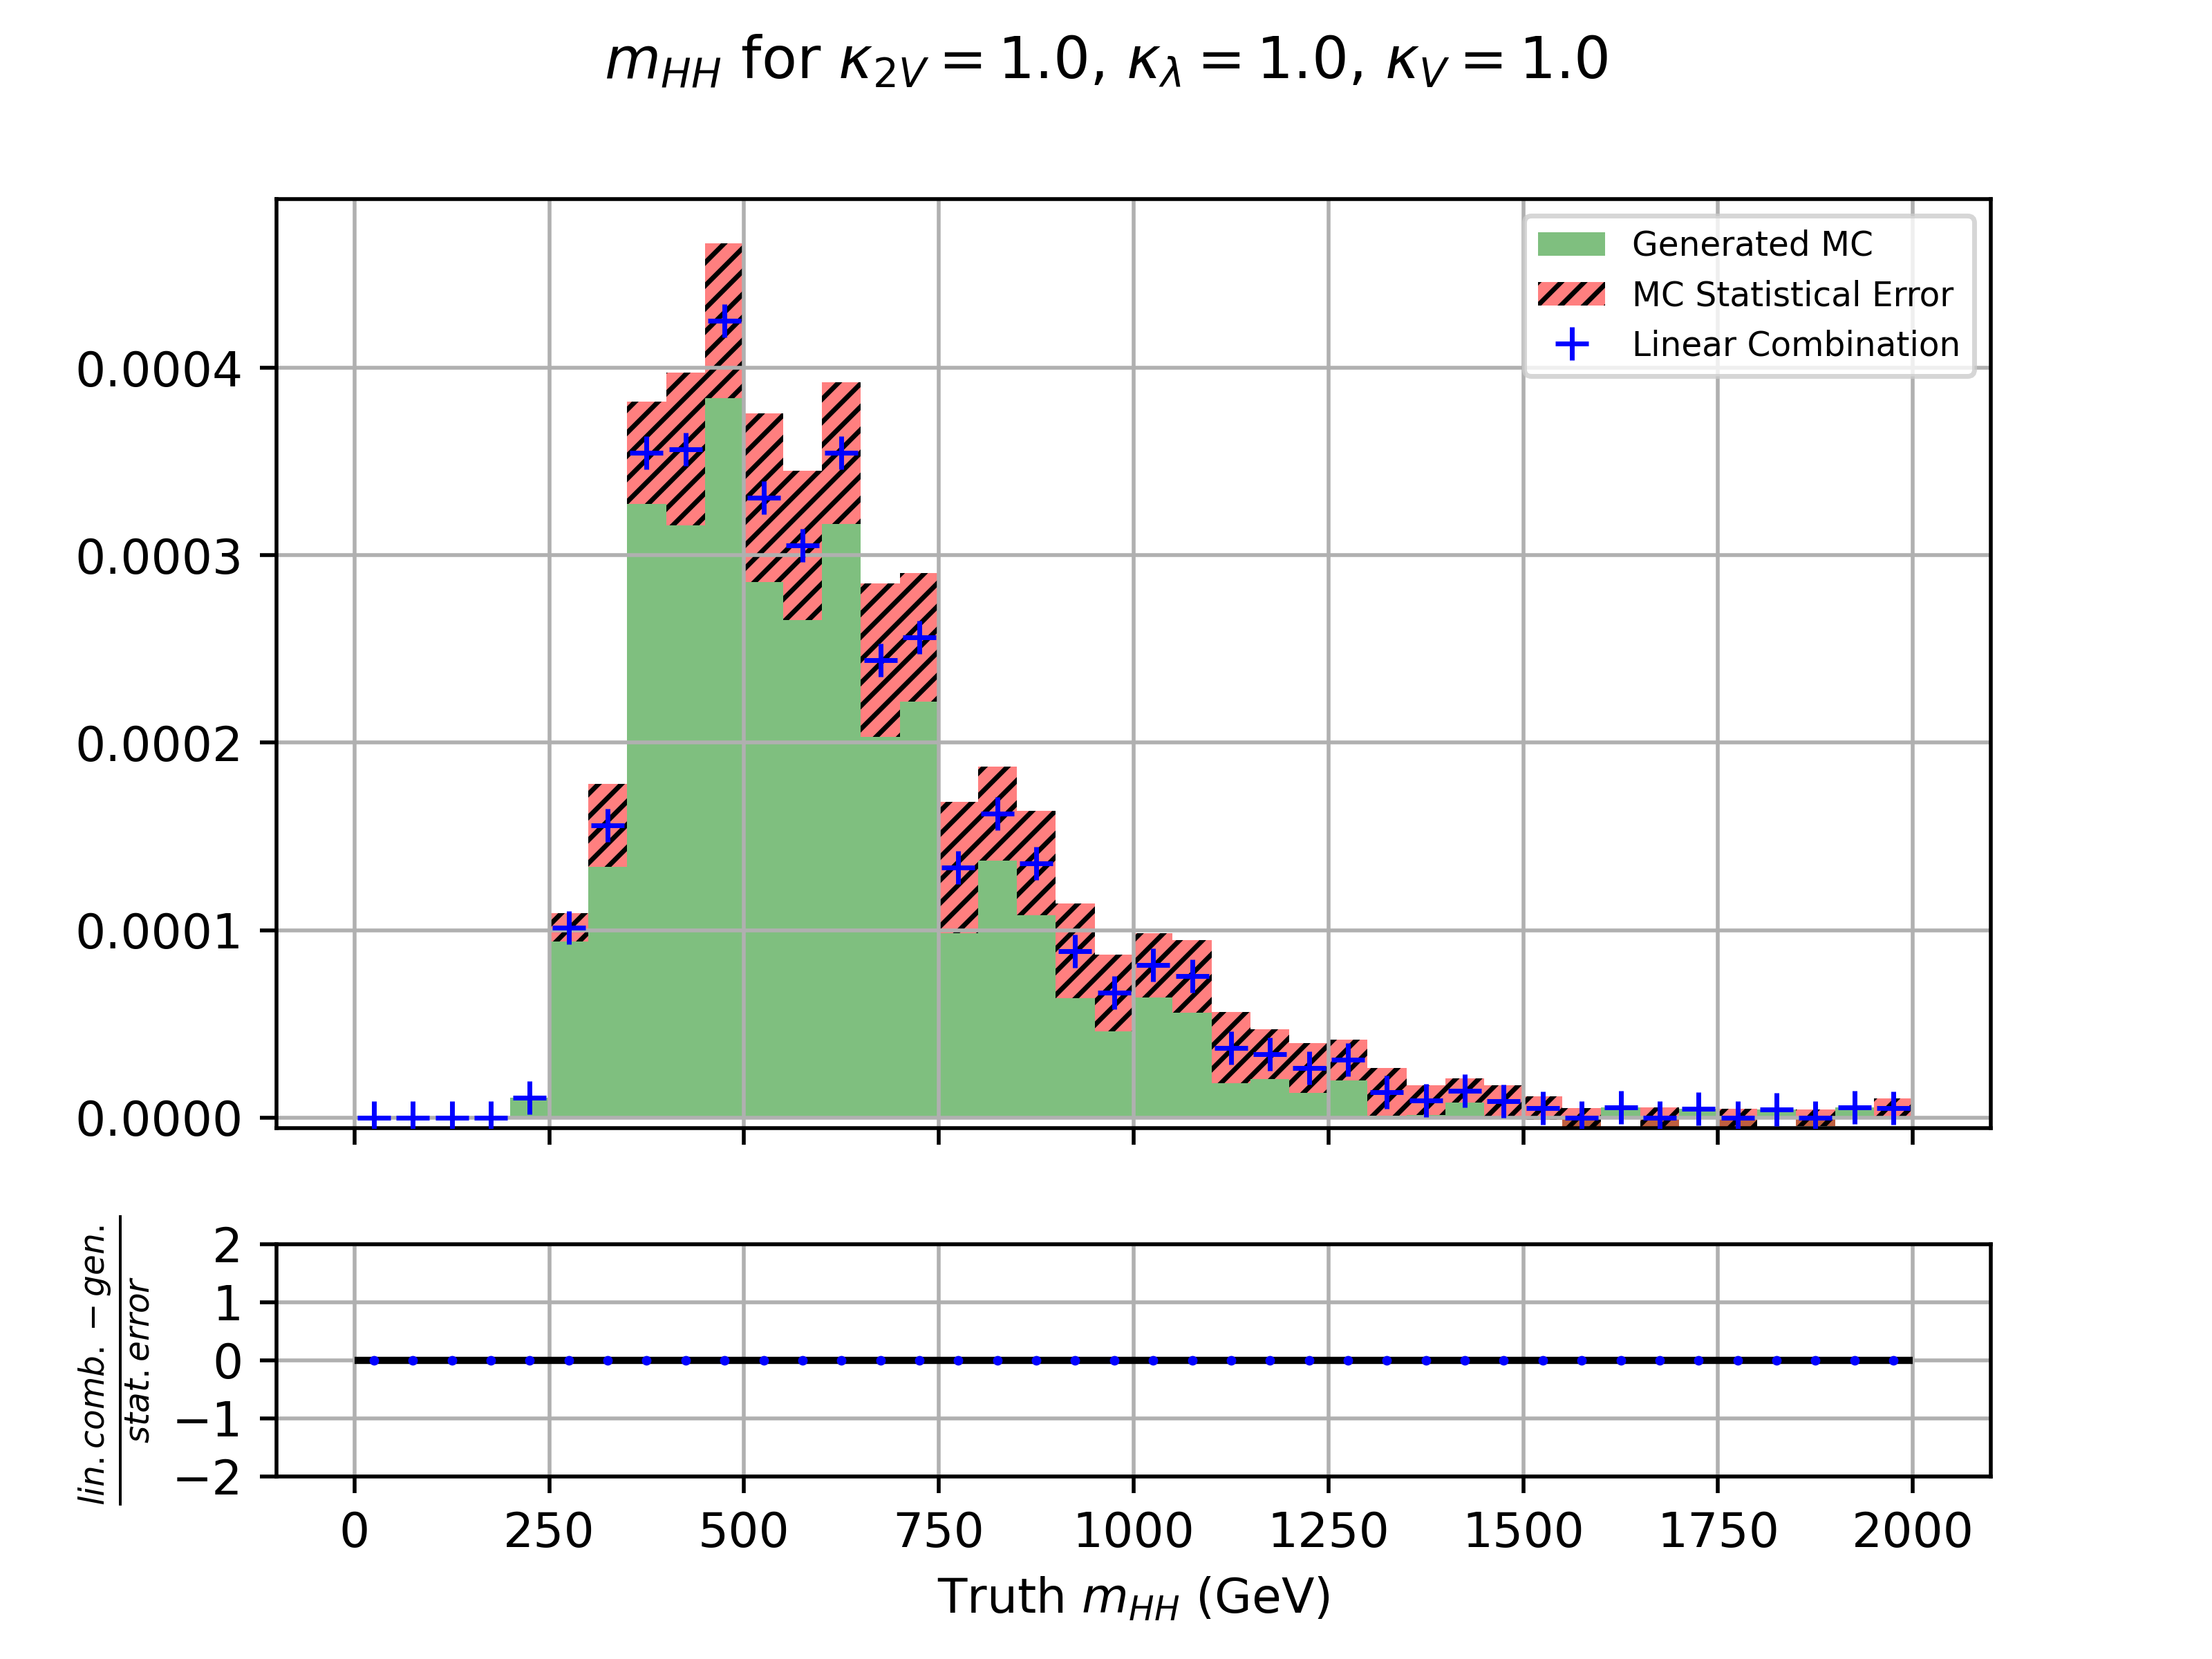 m_HH for κ_2V = 1.0, κ_λ = 1.0, κ_V = 1.0
Generated MC
MC Statistical Error
Linear Combination
0.0004
0.0003
0.0002
0.0001
0.0000
lin. comb. − gen.
stat. error
2
1
0
−1
−2
0 250 500 750 1000 1250 1500 1750 2000
Truth m_HH (GeV)